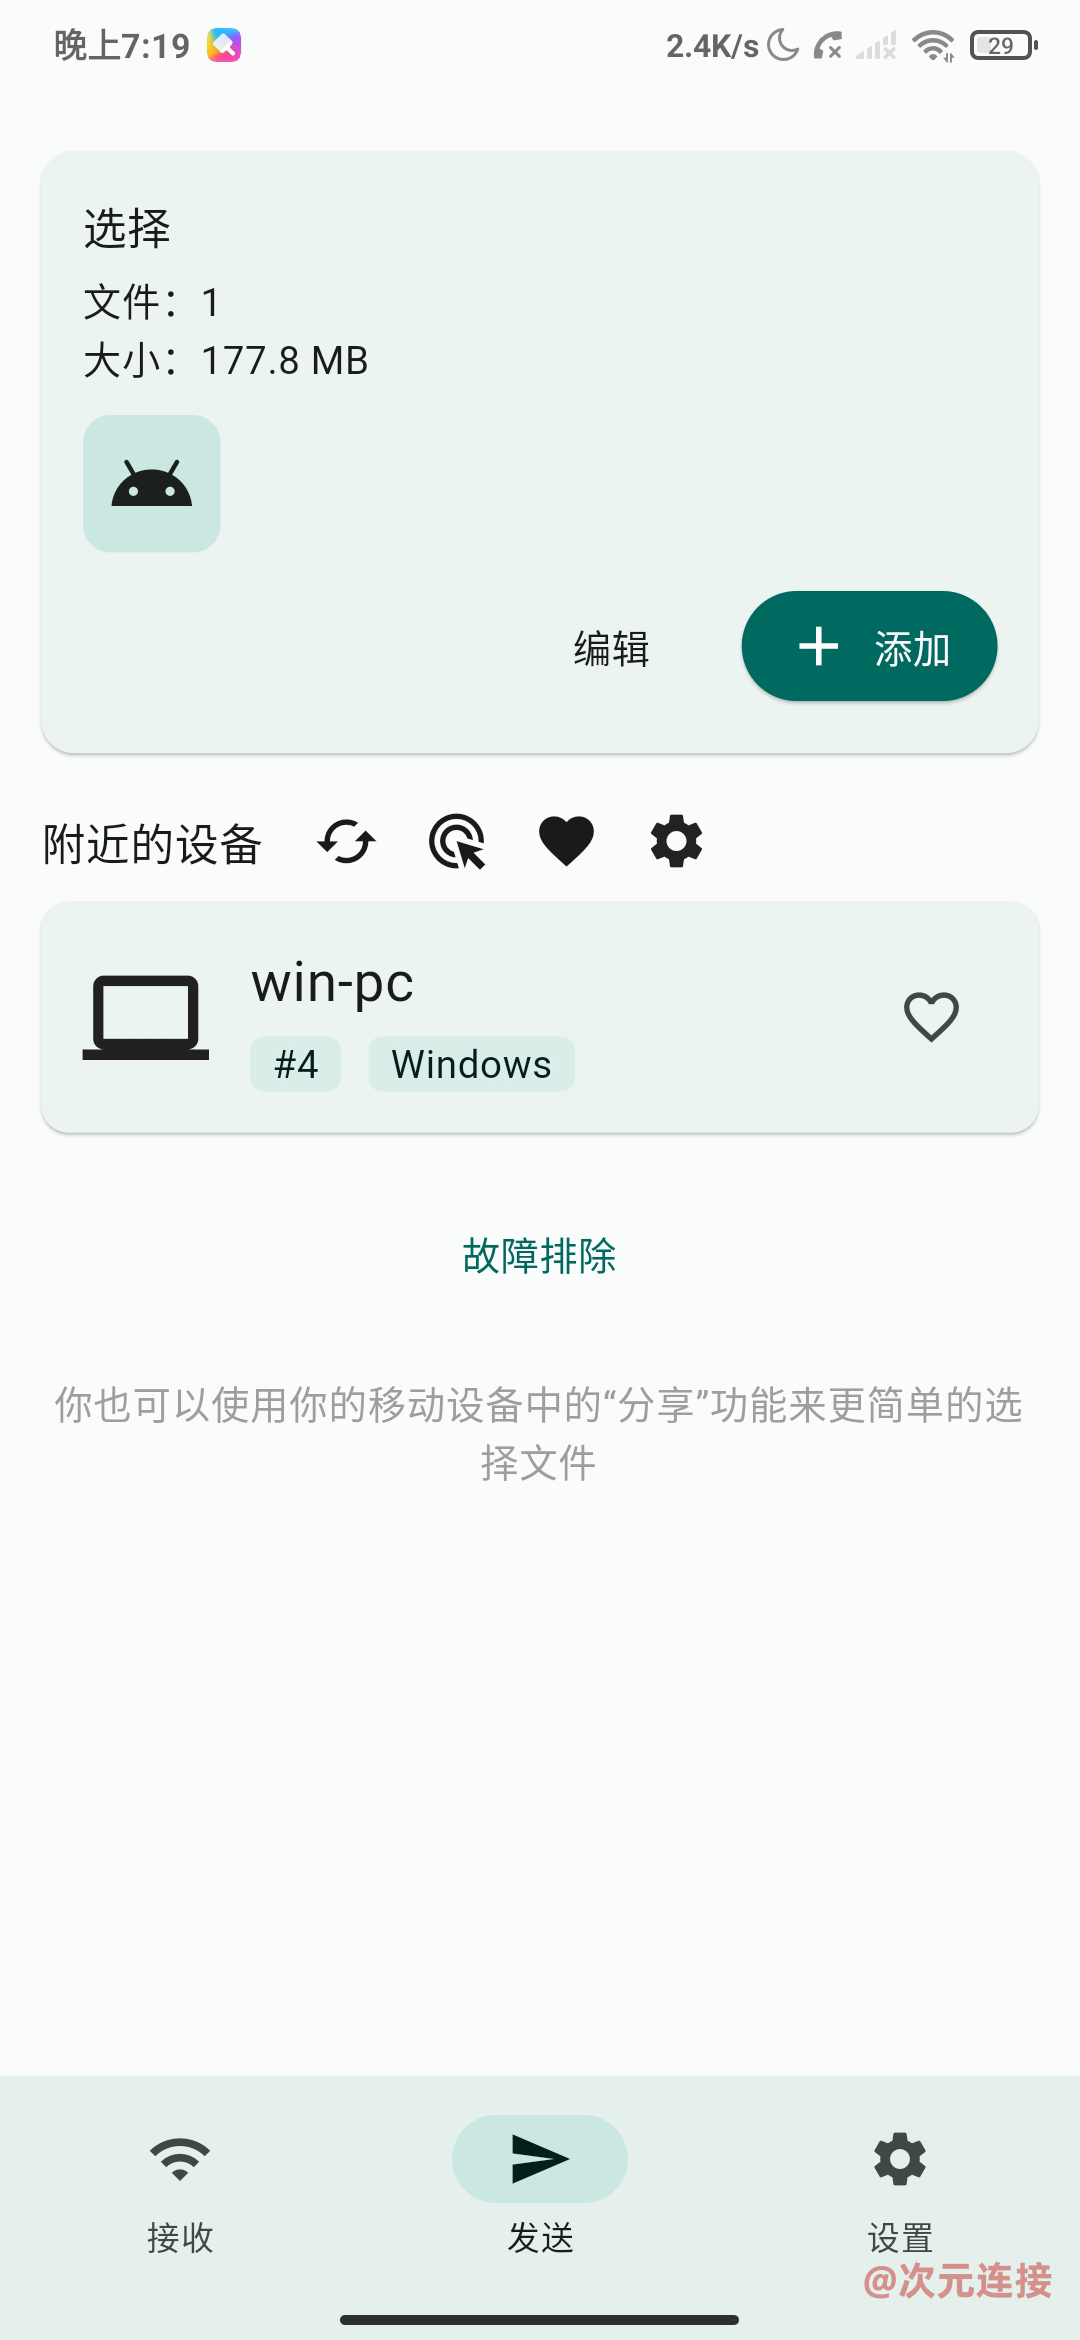 晚上7:19 2.4K/s 29
选择
文件：1
大小：177.8 MB
编辑 添加
附近的设备
win-pc
#4 Windows
故障排除
你也可以使用你的移动设备中的“分享”功能来更简单的选
择文件
接收 发送 设置
@次元连接